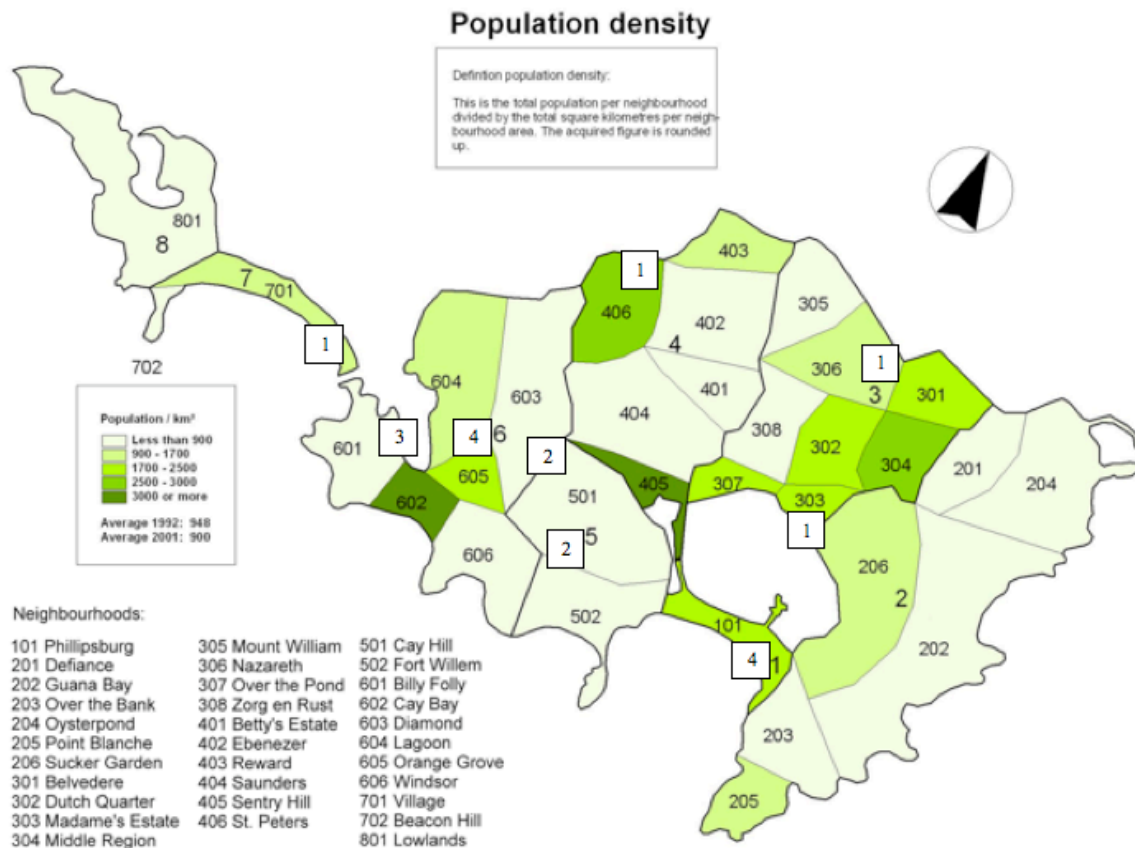 Population density
Defintion population density:
This is the total population per neighbourhood
divided by the total square kilometres per neigh-
bourhood area. The acquired figure is rounded
up.
801
8
7
701
1
702
403
1
406
402
4
305
401
306
1
3
301
404
308
302
304
201
204
604
603
6
4
3
601
2
405
307
303
605
602
501
1
5
2
206
2
606
502
101
4
1
202
203
205
Population / km²
Less than 900
900 - 1700
1700 - 2500
2500 - 3000
3000 or more
Average 1992: 948
Average 2001: 900
Neighbourhoods:
101 Phillipsburg
201 Defiance
202 Guana Bay
203 Over the Bank
204 Oysterpond
205 Point Blanche
206 Sucker Garden
301 Belvedere
302 Dutch Quarter
303 Madame's Estate
304 Middle Region
305 Mount William
306 Nazareth
307 Over the Pond
308 Zorg en Rust
401 Betty's Estate
402 Ebenezer
403 Reward
404 Saunders
405 Sentry Hill
406 St. Peters
501 Cay Hill
502 Fort Willem
601 Billy Folly
602 Cay Bay
603 Diamond
604 Lagoon
605 Orange Grove
606 Windsor
701 Village
702 Beacon Hill
801 Lowlands